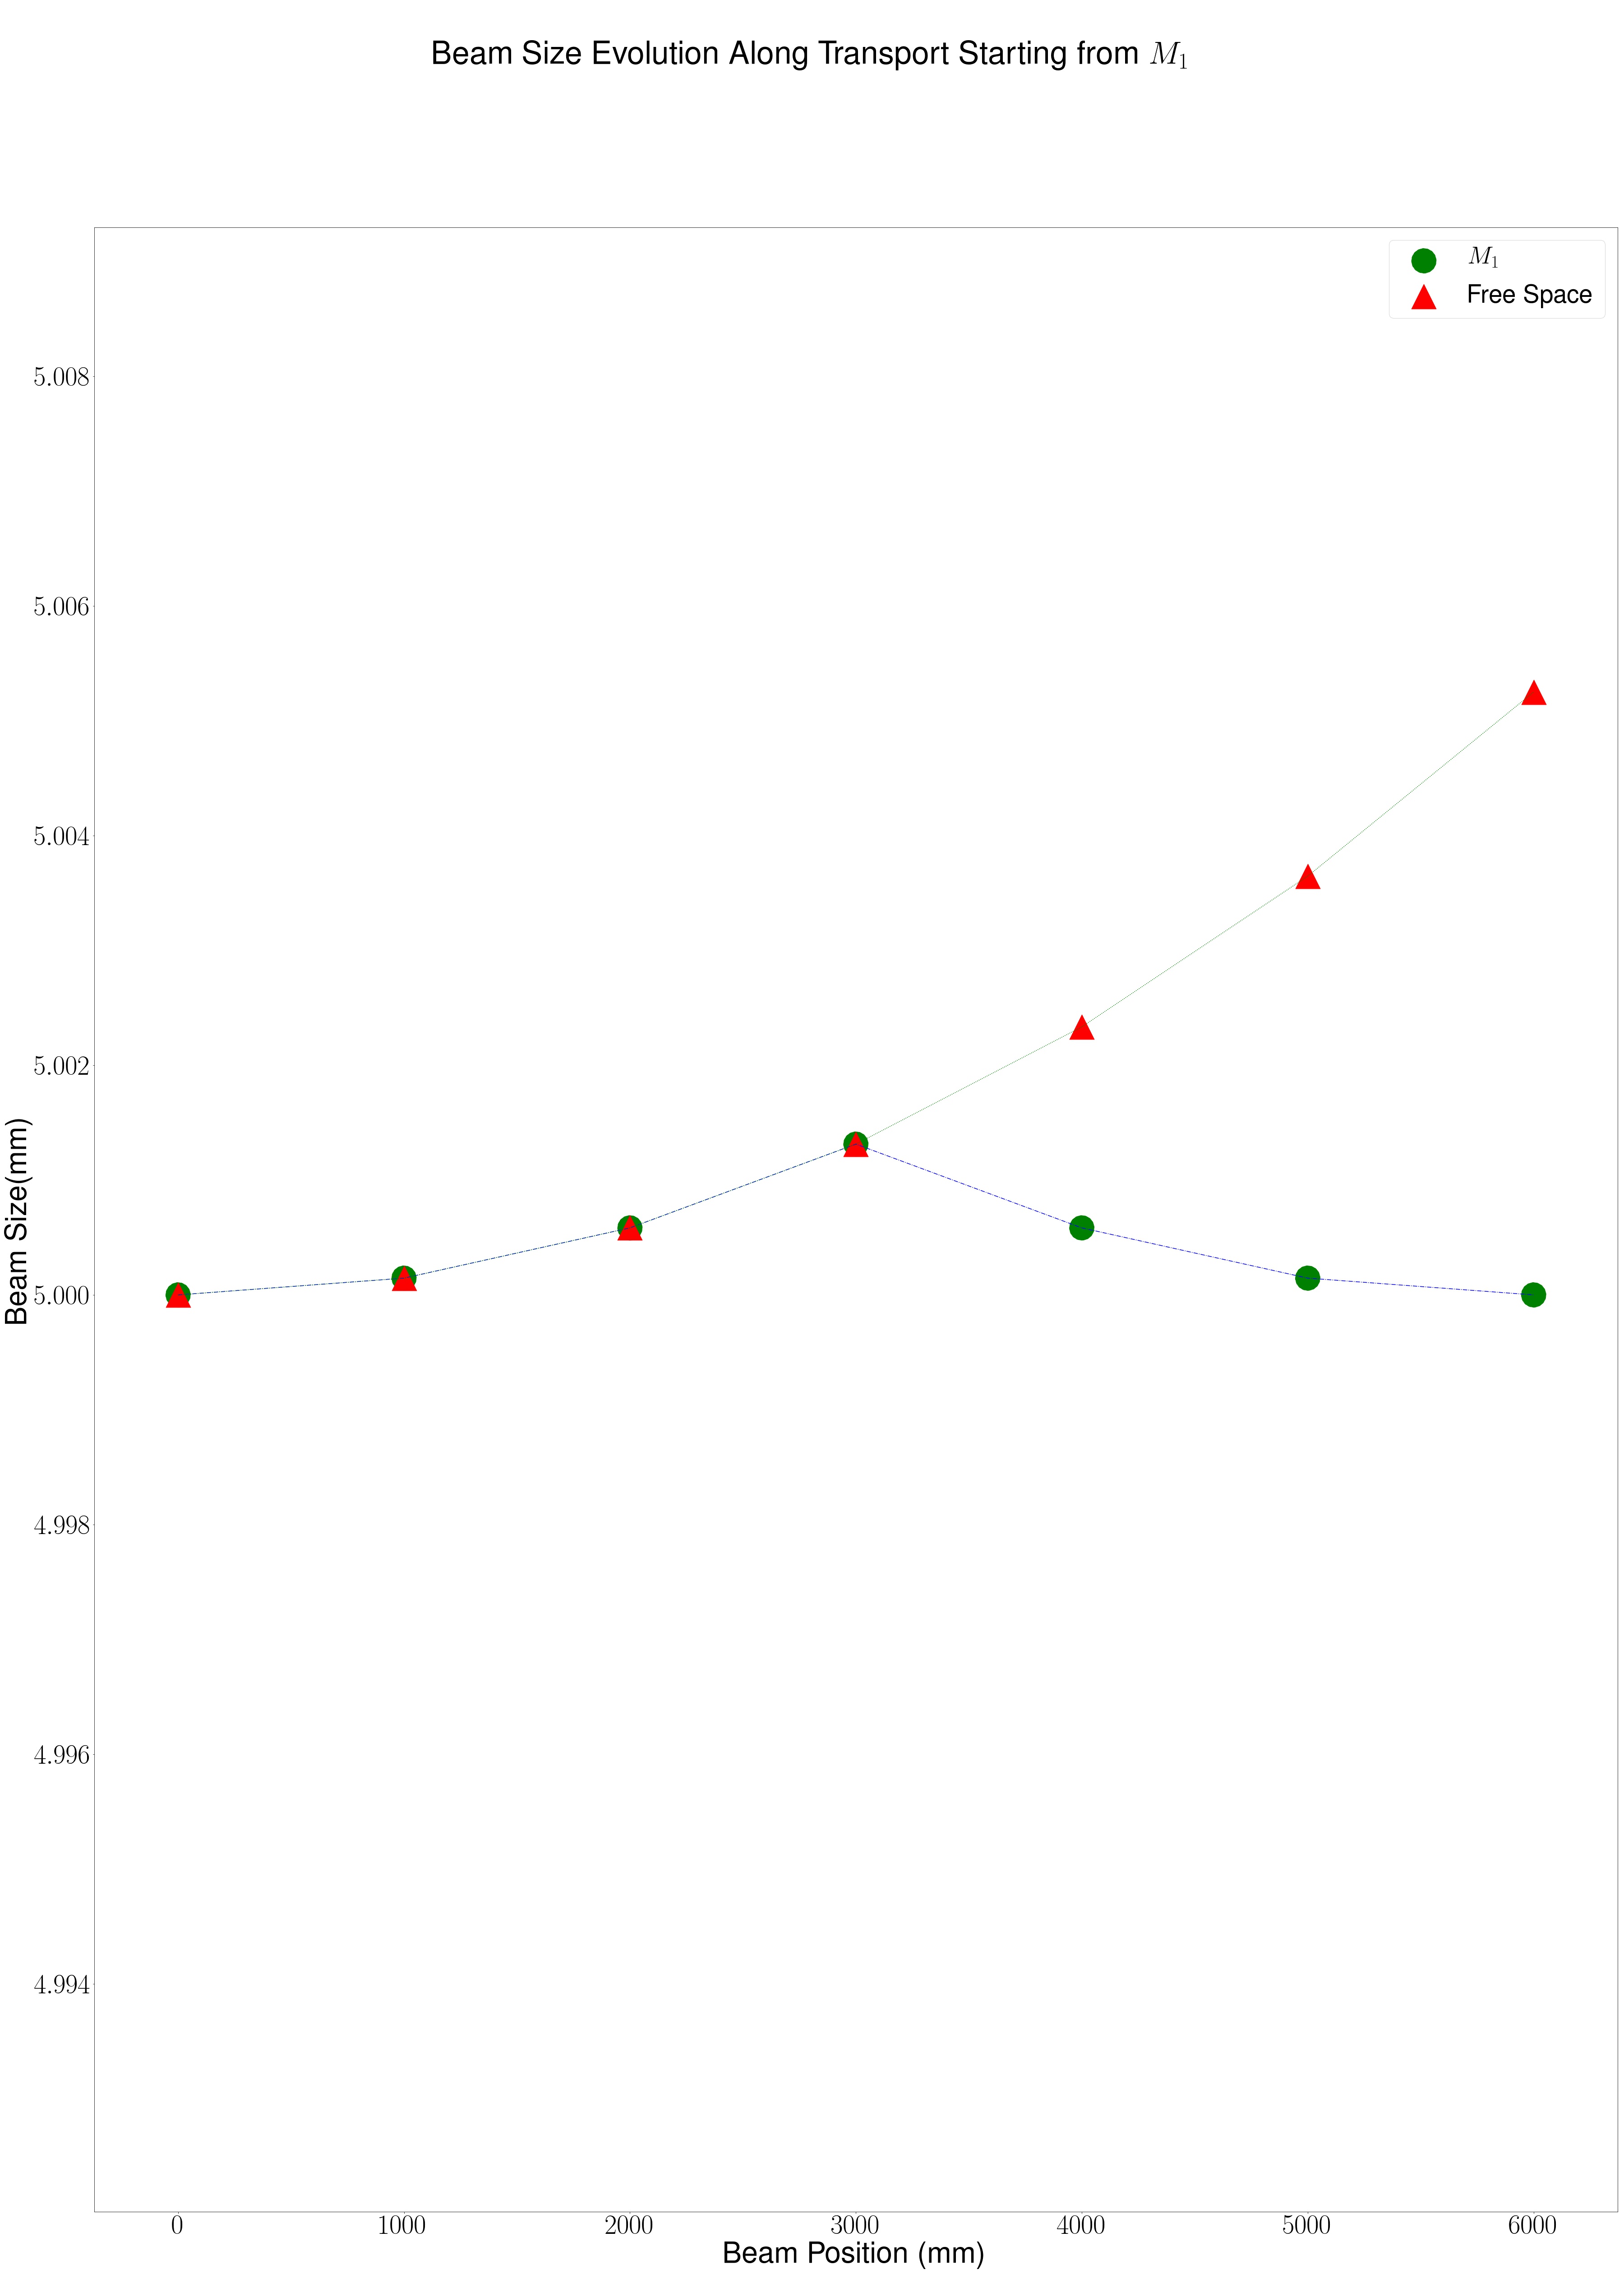 Beam Size Evolution Along Transport Starting from M₁
M₁
Free Space
5.008
5.006
5.004
5.002
5.000
4.998
4.996
4.994
Beam Size(mm)
0 1000 2000 3000 4000 5000 6000
Beam Position (mm)